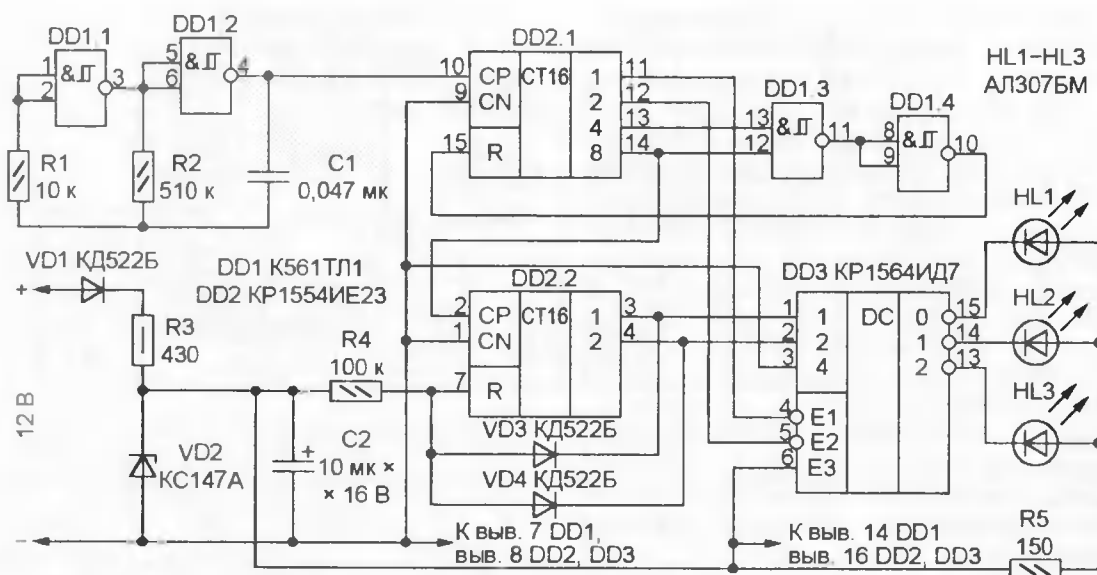 DD1.1
1
2
&
3
DD1.2
5
6
&
4
R1
10 к
R2
510 к
C1
0,047 мк
DD2.1
10
9
15
CP
CN
R
CT16
1
2
4
8
11
12
13
14
DD1.3
13
12
&
11
DD1.4
8
9
&
10
HL1-HL3
АЛ307БМ
VD1 КД522Б
+
R3
430
12 В
VD2
КС147А
−
DD1 К561ТЛ1
DD2 КР1554ИЕ23
R4
100 к
+
C2
10 мк ×
× 16 В
DD2.2
2
1
7
CP
CN
R
CT16
1
2
3
4
VD3 КД522Б
VD4 КД522Б
DD3 КР1564ИД7
1
2
3
4
5
6
1
2
4
E1
E2
E3
DC
0
1
2
15
14
13
HL1
HL2
HL3
К выв. 7 DD1,
выв. 8 DD2, DD3
К выв. 14 DD1
выв. 16 DD2, DD3
R5
150